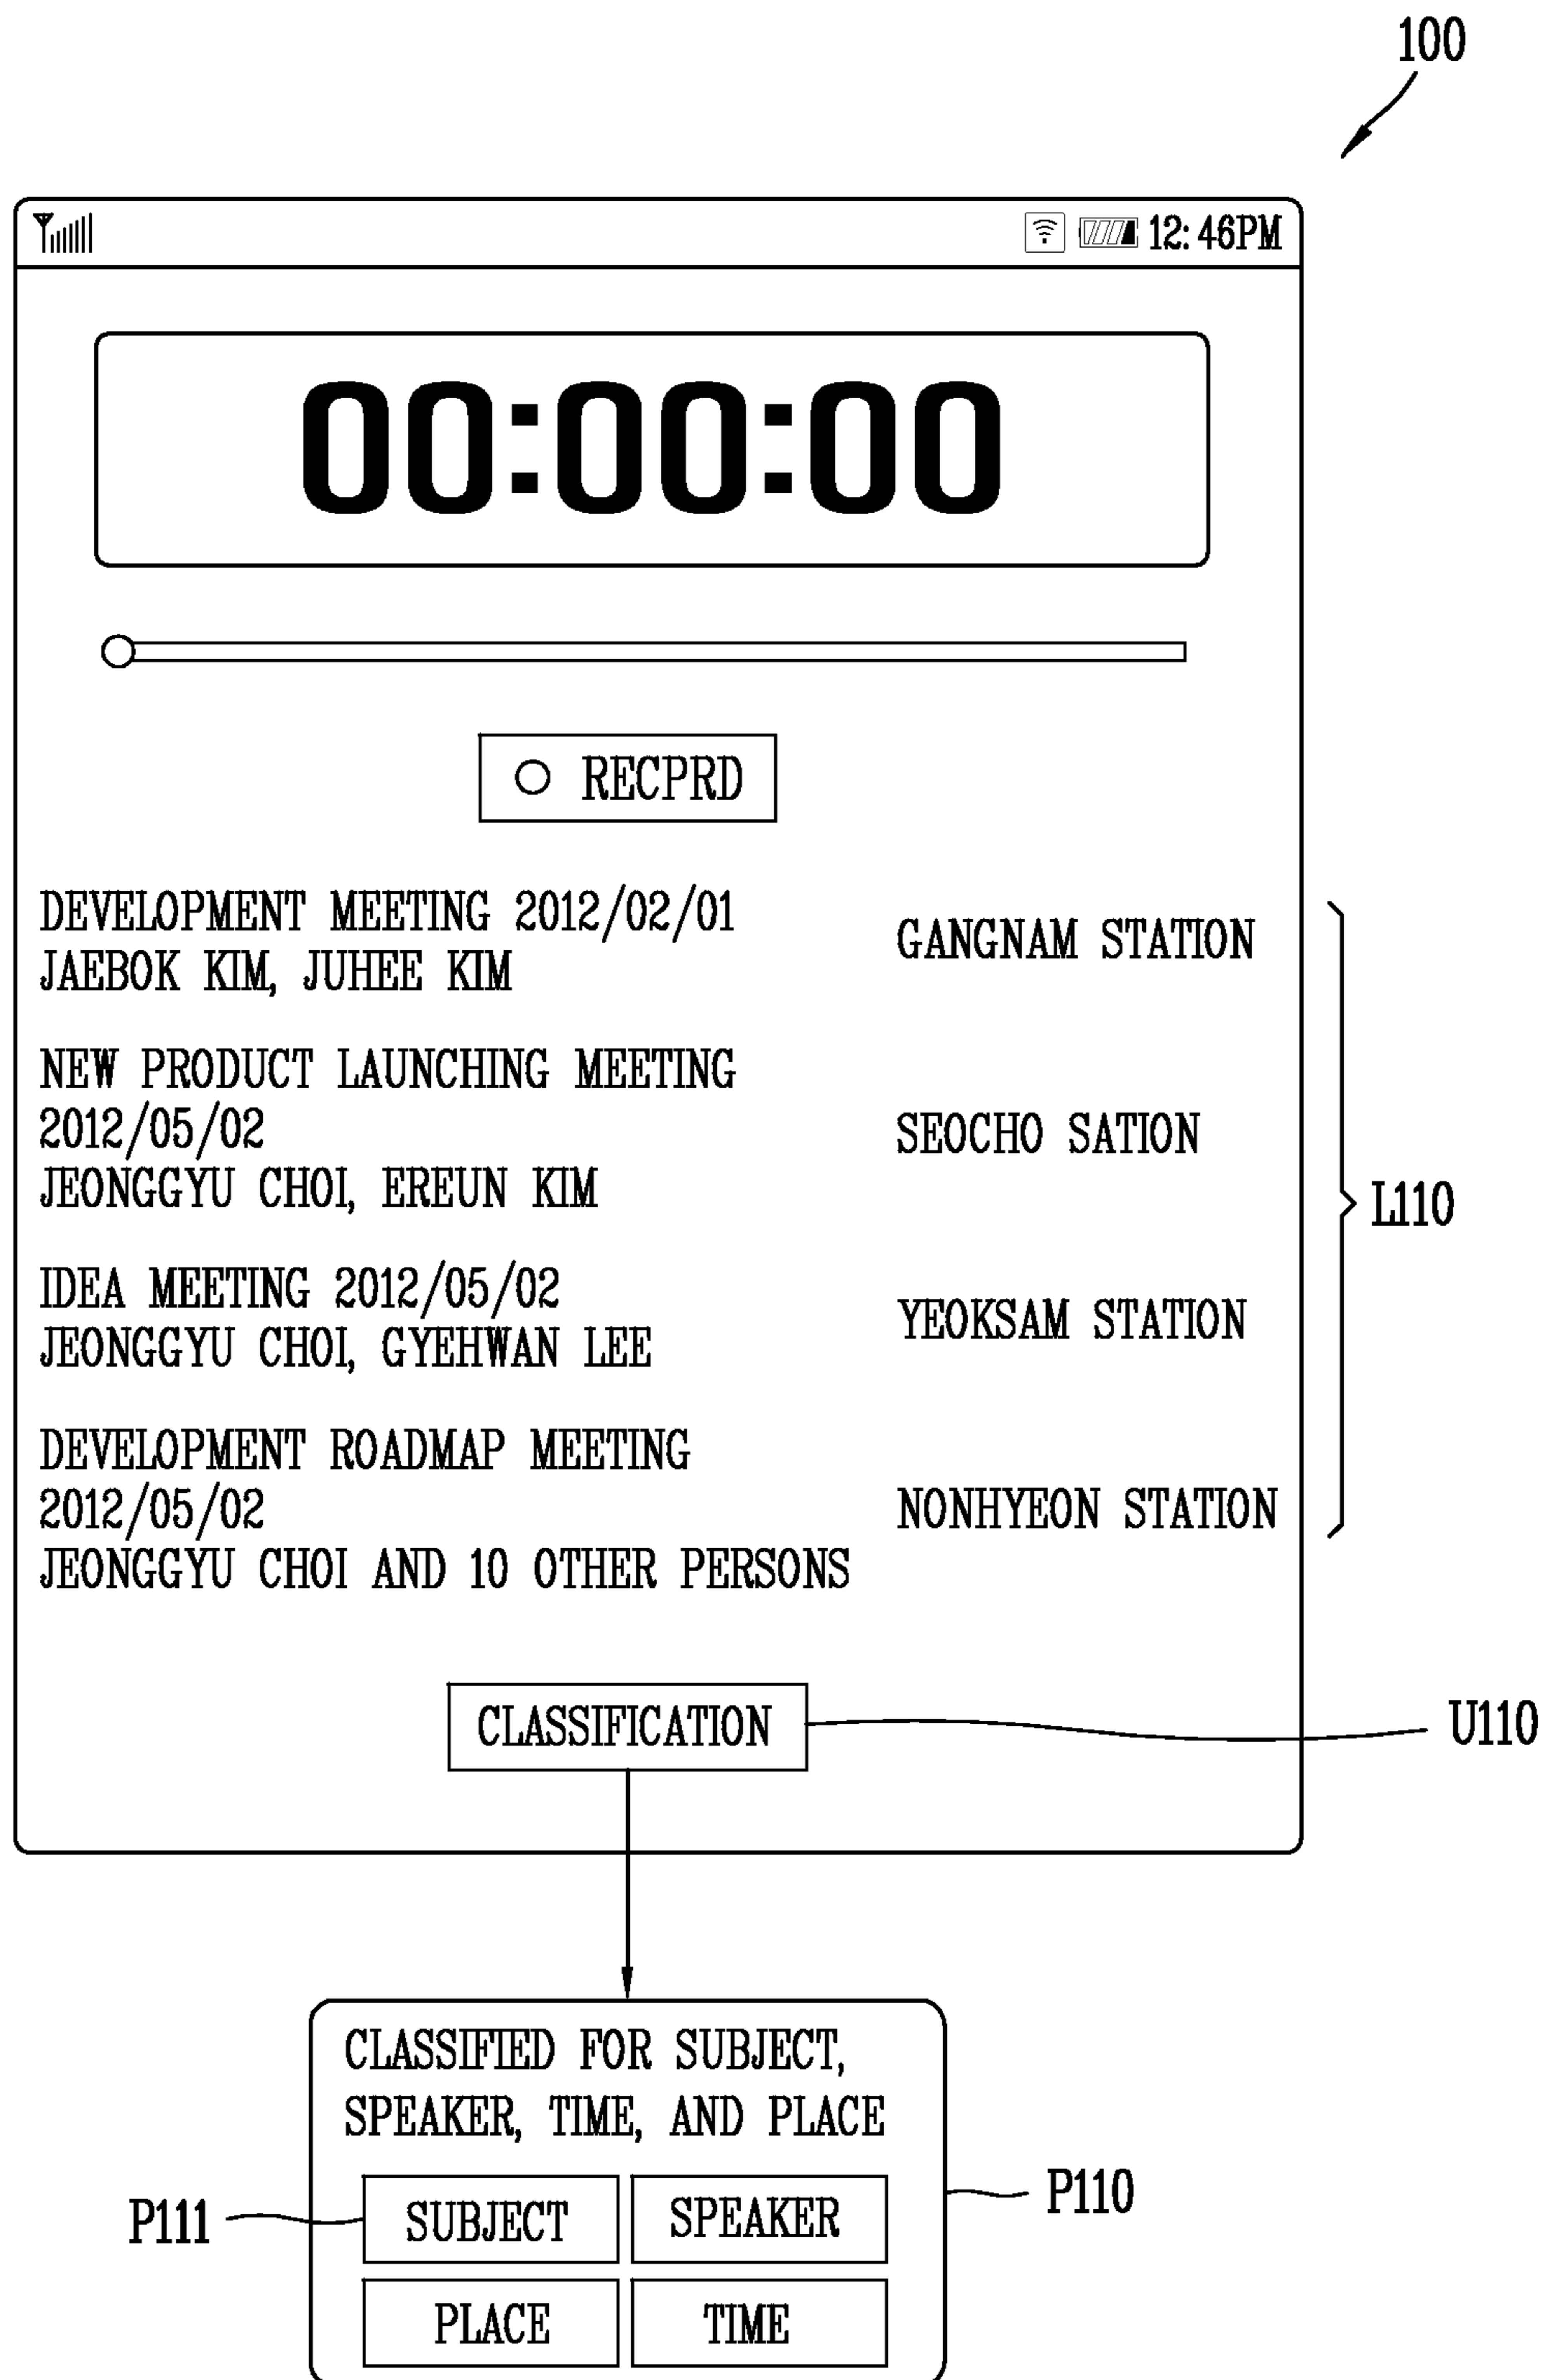 100
12:46PM
00:00:00
RECPRD
DEVELOPMENT MEETING 2012/02/01
JAEBOK KIM, JUHEE KIM
GANGNAM STATION
NEW PRODUCT LAUNCHING MEETING
2012/05/02
JEONGGYU CHOI, EREUN KIM
SEOCHO SATION
L110
IDEA MEETING 2012/05/02
JEONGGYU CHOI, GYEHWAN LEE
YEOKSAM STATION
DEVELOPMENT ROADMAP MEETING
2012/05/02
JEONGGYU CHOI AND 10 OTHER PERSONS
NONHYEON STATION
CLASSIFICATION
U110
CLASSIFIED FOR SUBJECT,
SPEAKER, TIME, AND PLACE
P110
P111
SUBJECT
SPEAKER
PLACE
TIME